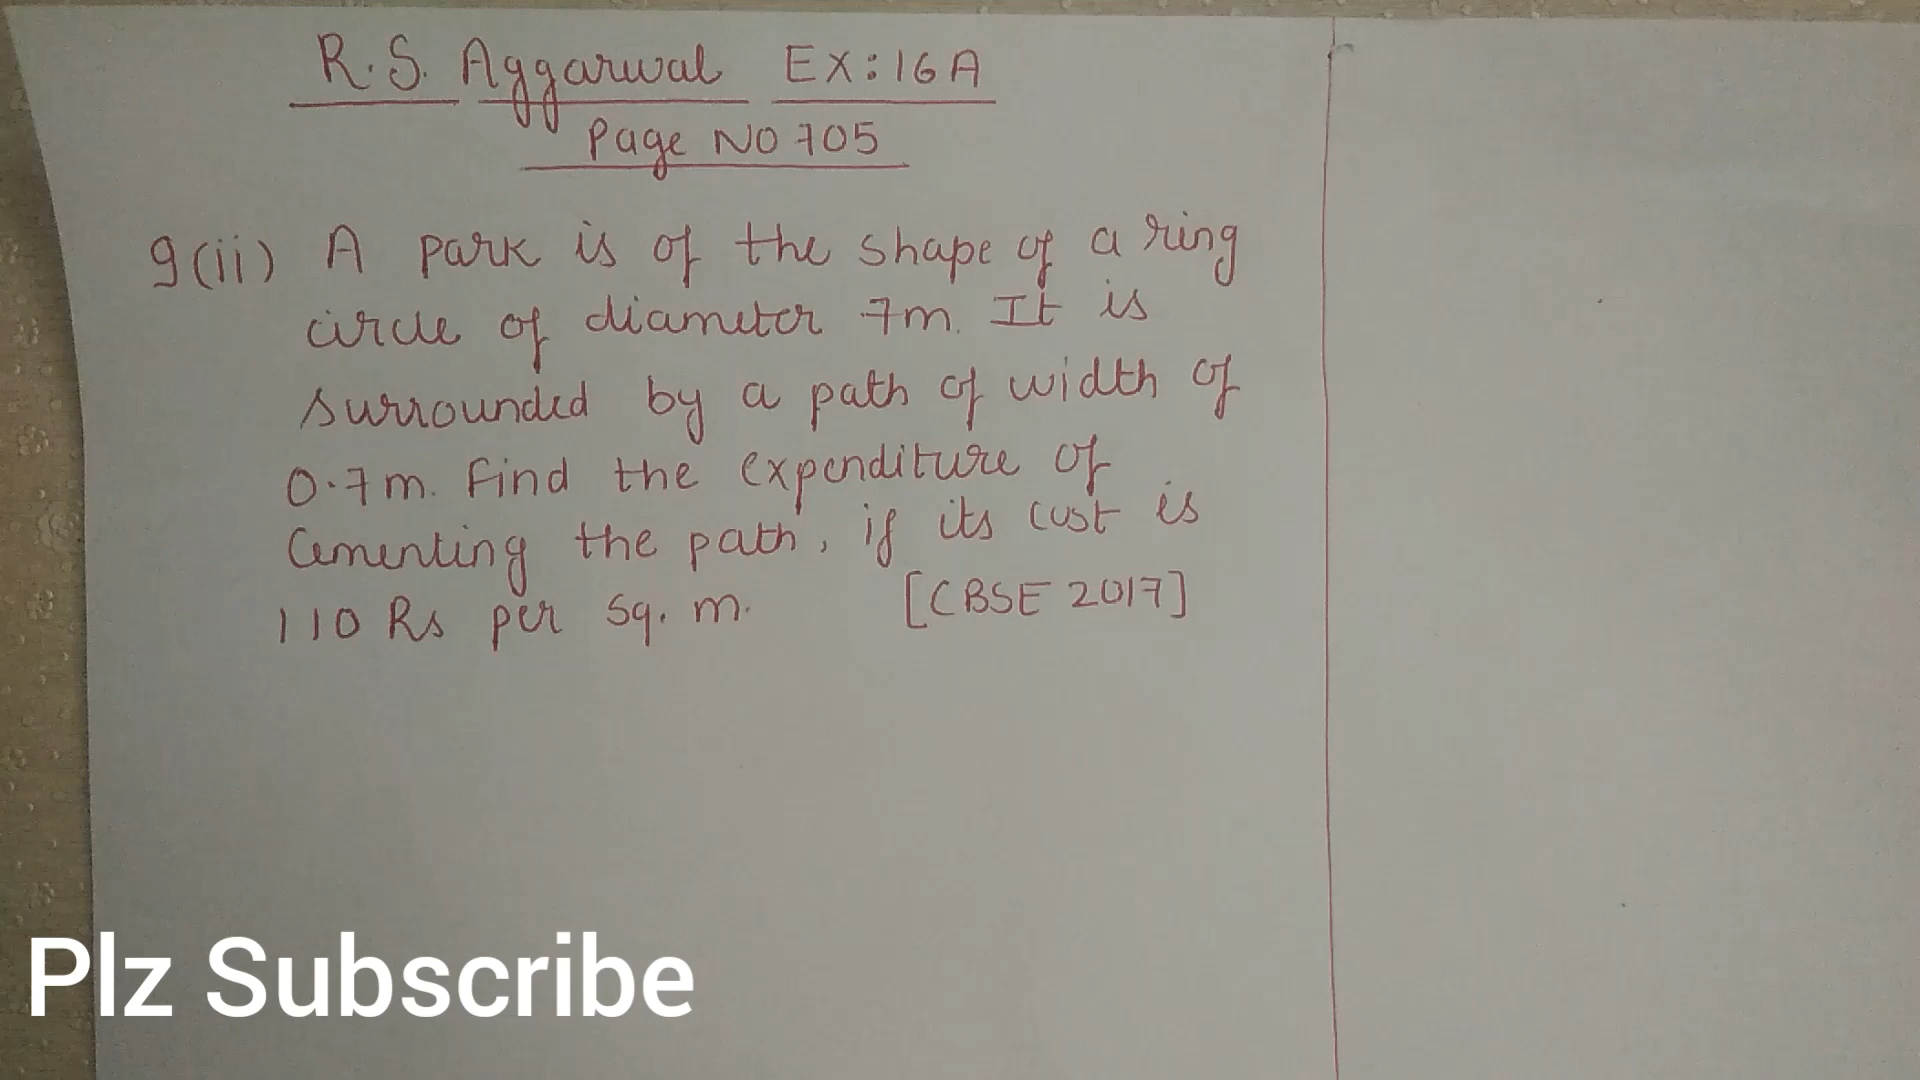 R.S. Aggarwal EX:16A
Page No 705
9(ii) A park is of the shape of a ring
circle of diameter 7m. It is
surrounded by a path of width of
0.7m. Find the expenditure of
Cementing the path, if its cost is
110 Rs per Sq. m. [CBSE 2017]
Plz Subscribe